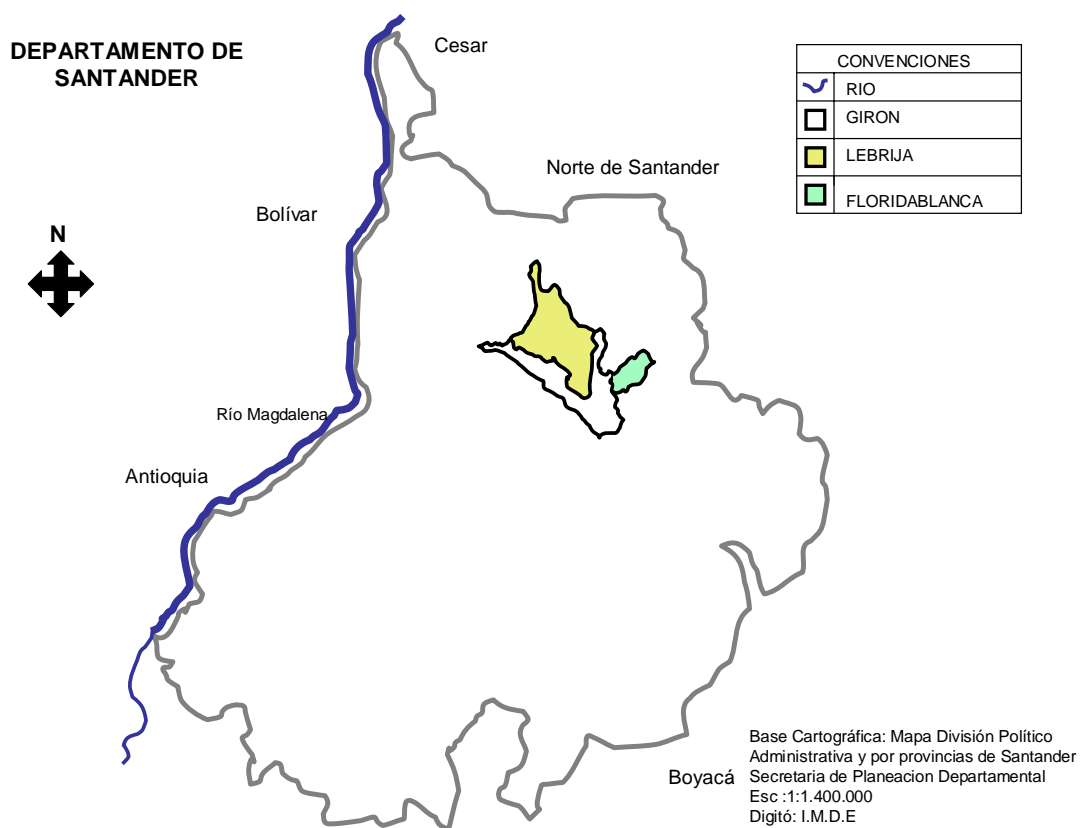 DEPARTAMENTO DE
SANTANDER
Cesar
CONVENCIONES
RIO
GIRON
LEBRIJA
FLORIDABLANCA
Norte de Santander
Bolívar
N
Río Magdalena
Antioquia
Boyacá
Base Cartográfica: Mapa División Político
Administrativa y por provincias de Santander
Secretaria de Planeacion Departamental
Esc :1:1.400.000
Digitó: I.M.D.E